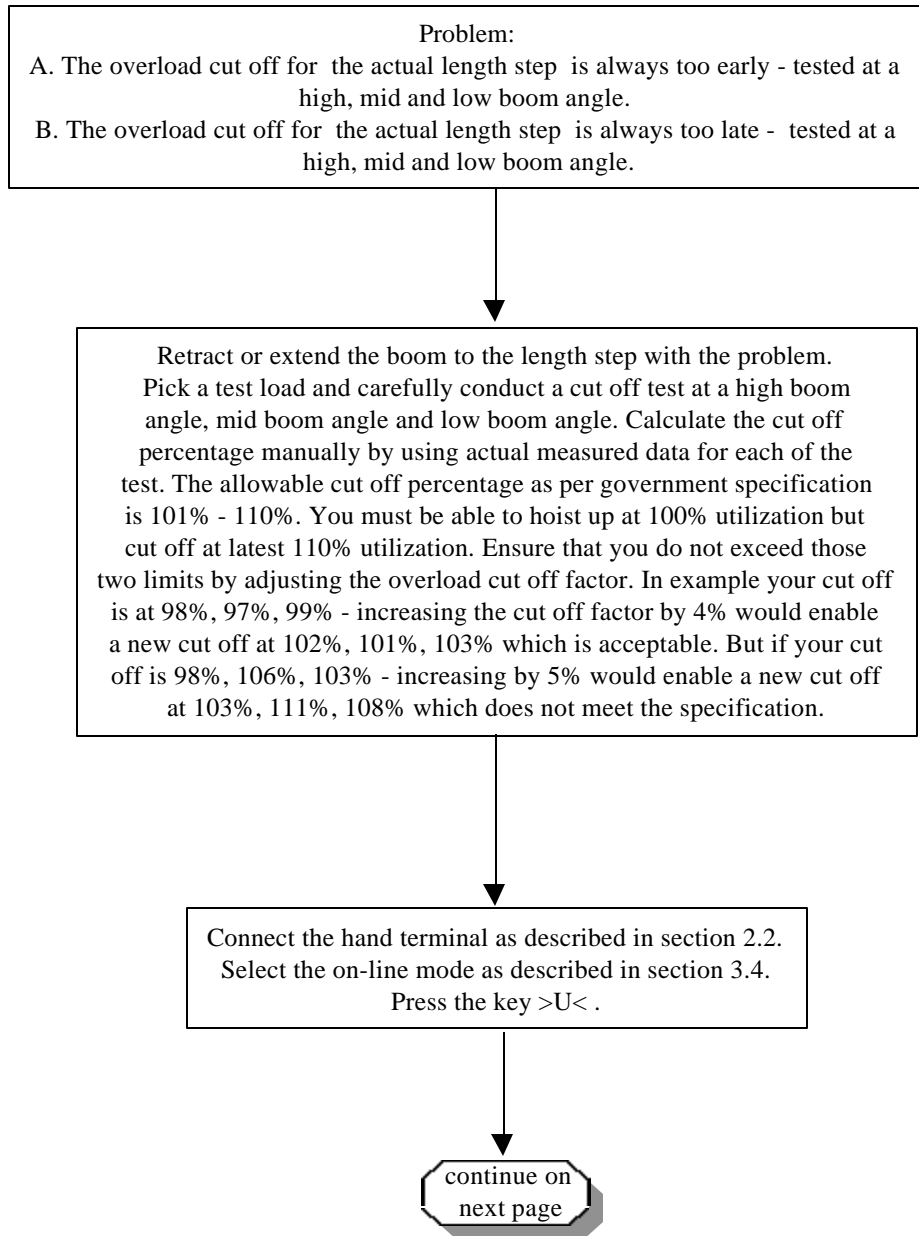 Problem:
A. The overload cut off for the actual length step is always too early - tested at a
high, mid and low boom angle.
B. The overload cut off for the actual length step is always too late - tested at a
high, mid and low boom angle.
Retract or extend the boom to the length step with the problem.
Pick a test load and carefully conduct a cut off test at a high boom
angle, mid boom angle and low boom angle. Calculate the cut off
percentage manually by using actual measured data for each of the
test. The allowable cut off percentage as per government specification
is 101% - 110%. You must be able to hoist up at 100% utilization but
cut off at latest 110% utilization. Ensure that you do not exceed those
two limits by adjusting the overload cut off factor. In example your cut off
is at 98%, 97%, 99% - increasing the cut off factor by 4% would enable
a new cut off at 102%, 101%, 103% which is acceptable. But if your cut
off is 98%, 106%, 103% - increasing by 5% would enable a new cut off
at 103%, 111%, 108% which does not meet the specification.
Connect the hand terminal as described in section 2.2.
Select the on-line mode as described in section 3.4.
Press the key >U< .
continue on
next page